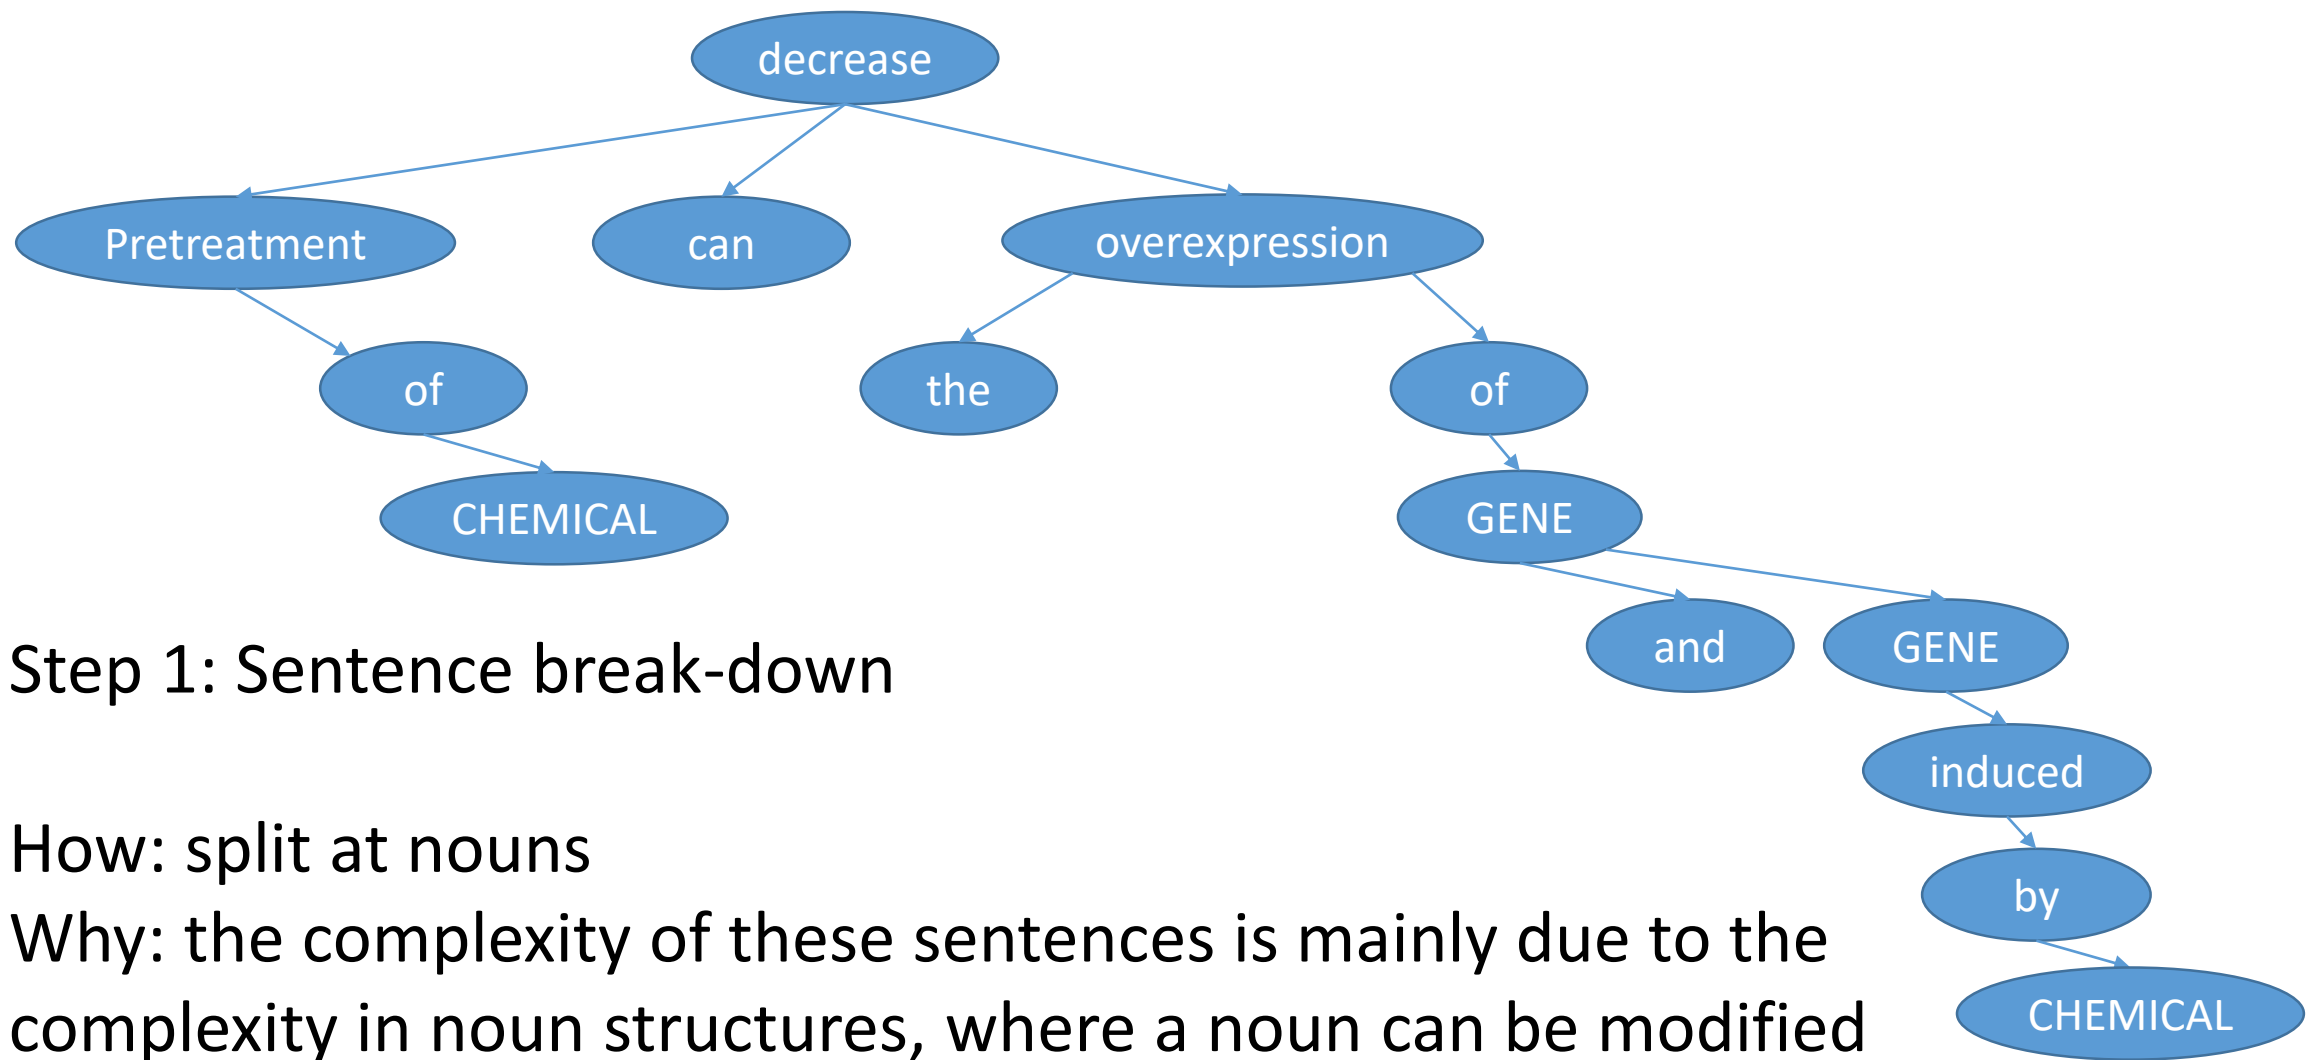 decrease
Pretreatment can overexpression
of the of
CHEMICAL GENE
and GENE
Step 1: Sentence break-down
induced
How: split at nouns
by
Why: the complexity of these sentences is mainly due to the
complexity in noun structures, where a noun can be modified
CHEMICAL